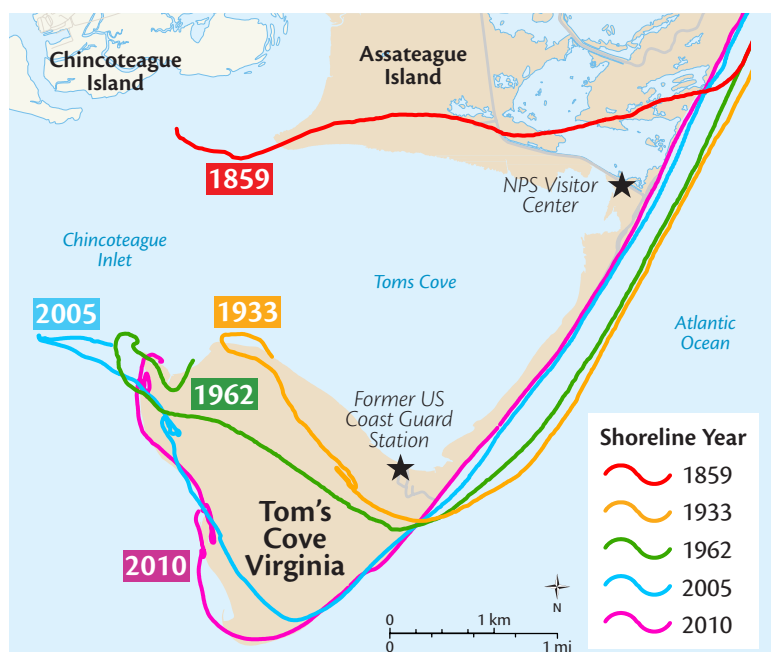 Chincoteague
Island
Assateague
Island
1859
NPS Visitor
Center
Chincoteague
Inlet
Toms Cove
2005
1933
Atlantic
Ocean
1962
Former US
Coast Guard
Station
Tom's
Cove
Virginia
2010
N
0 1 km
0 1 mi
Shoreline Year
1859
1933
1962
2005
2010